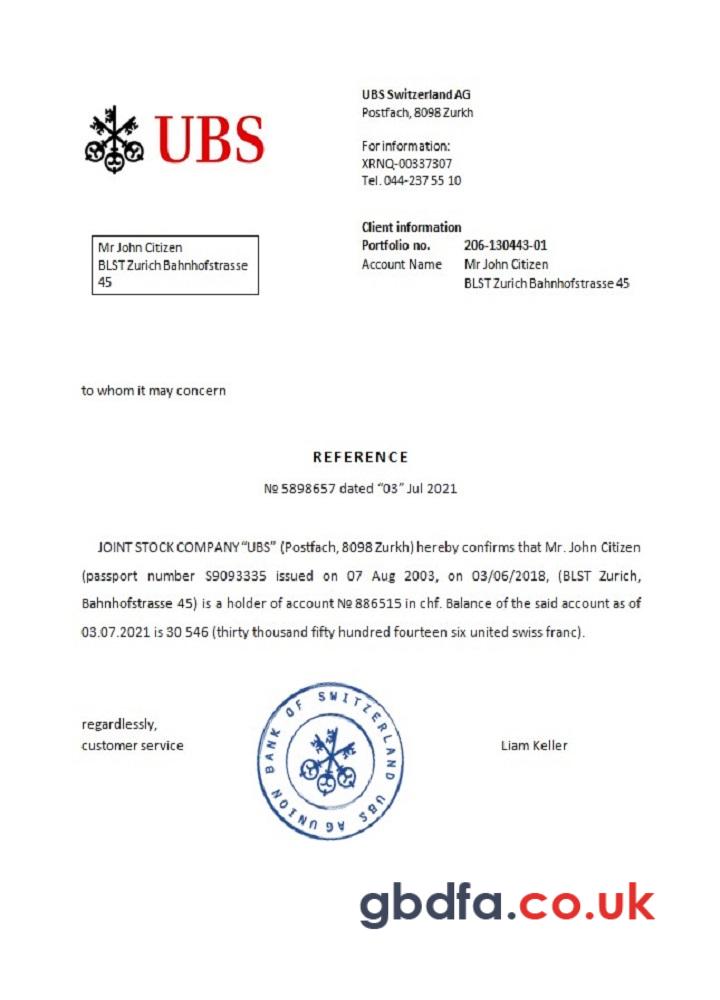 UBS
UBS Switzerland AG
Postfach, 8098 Zurkh
For information:
XRNQ-00337307
Tel. 044-237 55 10
Mr John Citizen
BLST Zurich Bahnhofstrasse
45
Client information
Portfolio no. 206-130443-01
Account Name Mr John Citizen
BLST Zurich Bahnhofstrasse 45
to whom it may concern
REFERENCE
№ 5898657 dated "03" Jul 2021
JOINT STOCK COMPANY "UBS" (Postfach, 8098 Zurkh) hereby confirms that Mr. John Citizen
(passport number S9093335 issued on 07 Aug 2003, on 03/06/2018, (BLST Zurich,
Bahnhofstrasse 45) is a holder of account № 886515 in chf. Balance of the said account as of
03.07.2021 is 30 546 (thirty thousand fifty hundred fourteen six united swiss franc).
regardlessly,
customer service
UNION BANK OF SWITZERLAND UBS AG
Liam Keller
gbdfa.co.uk